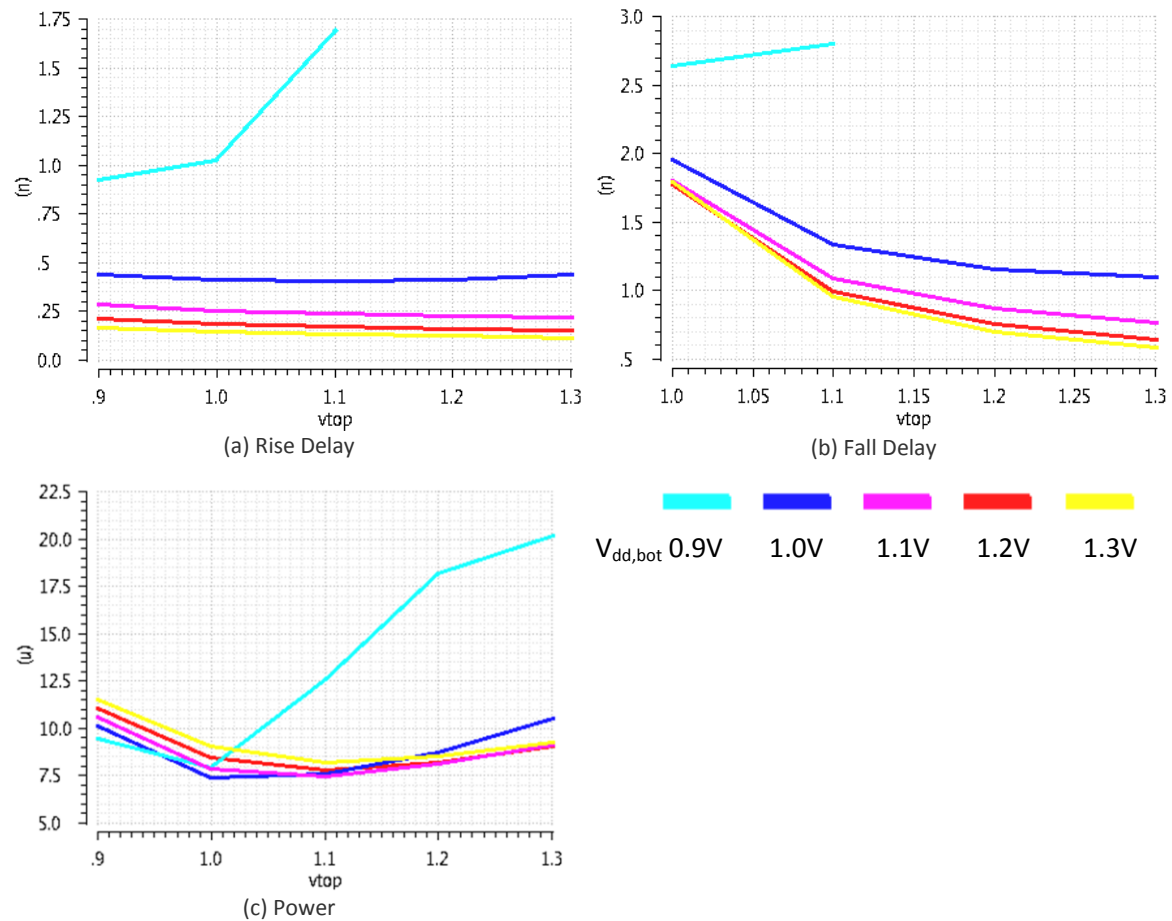 1.75
1.5
1.25
1.0
.75
.5
.25
0.0
(n)
.9 1.0 1.1 1.2 1.3
vtop
(a) Rise Delay
3.0
2.5
2.0
1.5
1.0
.5
(n)
1.0 1.05 1.1 1.15 1.2 1.25 1.3
vtop
(b) Fall Delay
22.5
20.0
17.5
15.0
12.5
10.0
7.5
5.0
(u)
.9 1.0 1.1 1.2 1.3
vtop
(c) Power
Vdd,bot 0.9V 1.0V 1.1V 1.2V 1.3V